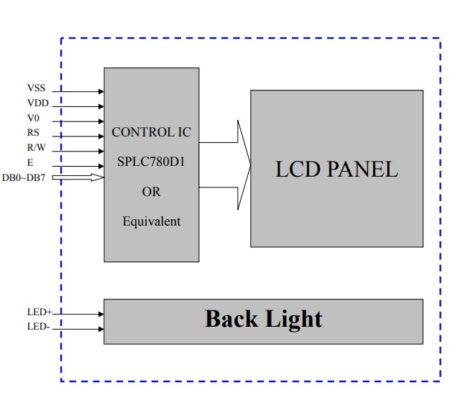 VSS
VDD
V0
RS
R/W
E
DB0~DB7
CONTROL IC
SPLC780D1
OR
Equivalent
LCD PANEL
LED+
LED-
Back Light